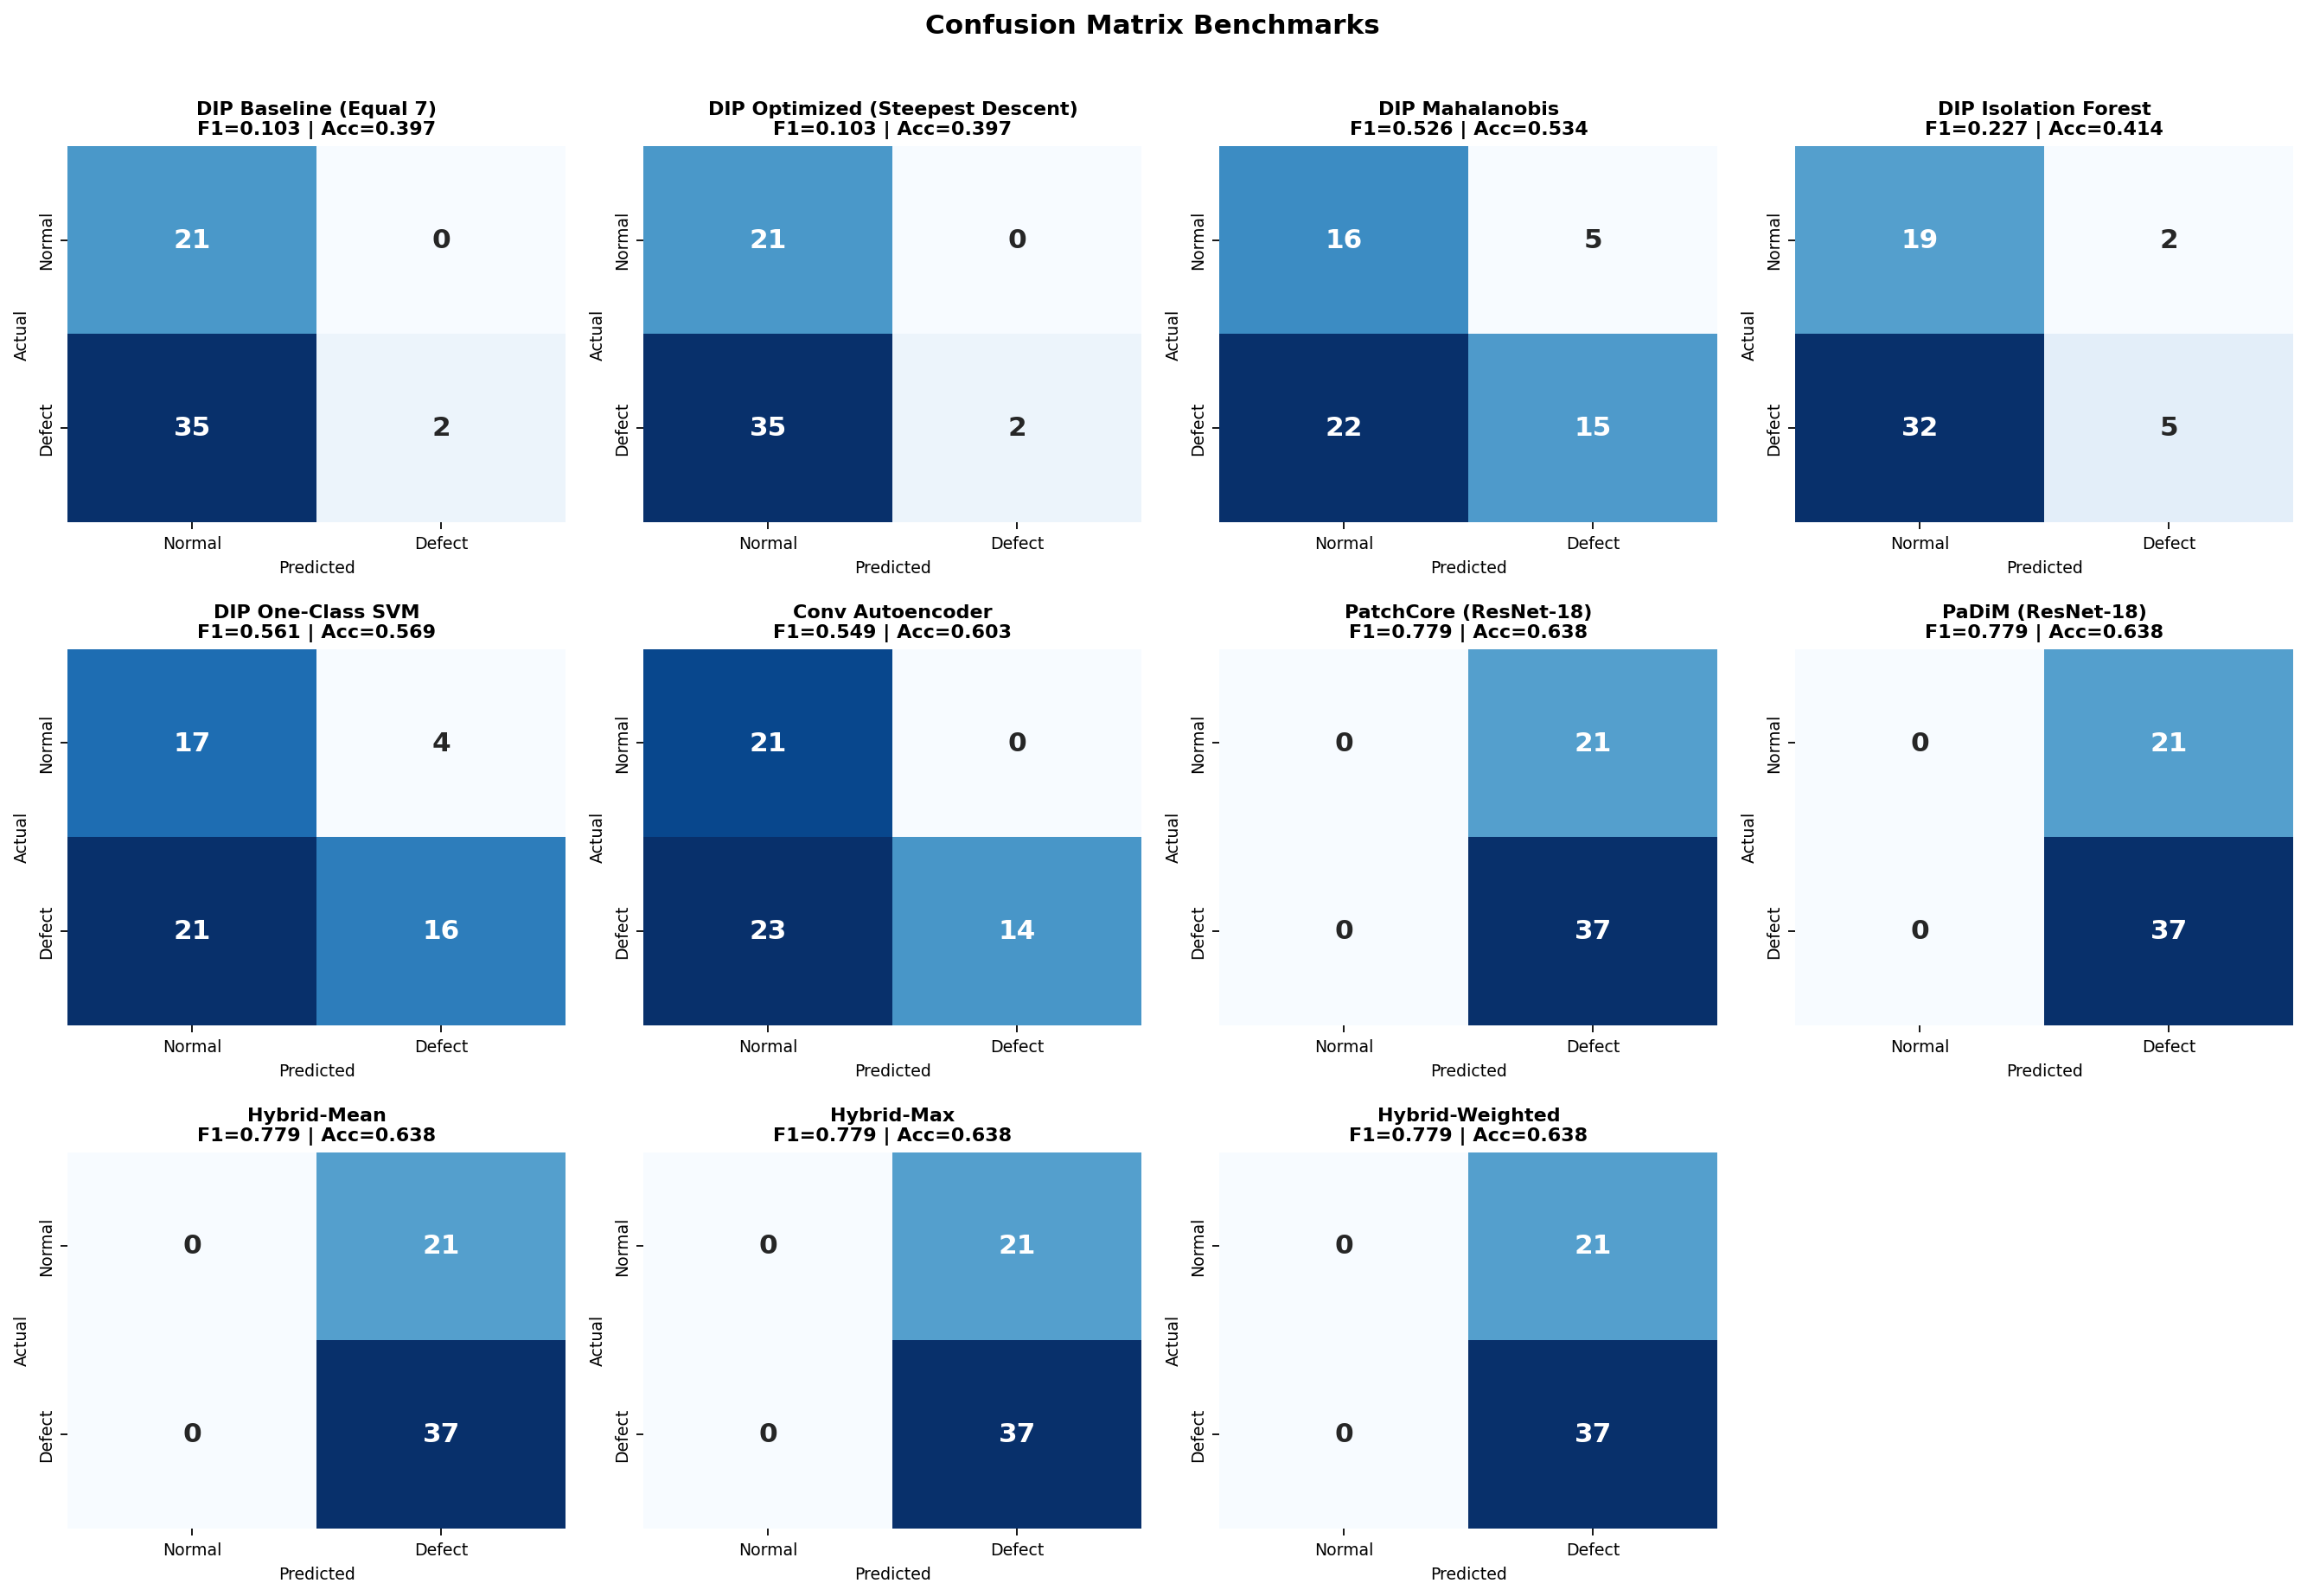 Confusion Matrix Benchmarks
DIP Baseline (Equal 7)
F1=0.103 | Acc=0.397
Actual
Normal
Defect
21
0
35
2
Normal
Defect
Predicted
DIP Optimized (Steepest Descent)
F1=0.103 | Acc=0.397
Actual
Normal
Defect
21
0
35
2
Normal
Defect
Predicted
DIP Mahalanobis
F1=0.526 | Acc=0.534
Actual
Normal
Defect
16
5
22
15
Normal
Defect
Predicted
DIP Isolation Forest
F1=0.227 | Acc=0.414
Actual
Normal
Defect
19
2
32
5
Normal
Defect
Predicted
DIP One-Class SVM
F1=0.561 | Acc=0.569
Actual
Normal
Defect
17
4
21
16
Normal
Defect
Predicted
Conv Autoencoder
F1=0.549 | Acc=0.603
Actual
Normal
Defect
21
0
23
14
Normal
Defect
Predicted
PatchCore (ResNet-18)
F1=0.779 | Acc=0.638
Actual
Normal
Defect
0
21
0
37
Normal
Defect
Predicted
PaDiM (ResNet-18)
F1=0.779 | Acc=0.638
Actual
Normal
Defect
0
21
0
37
Normal
Defect
Predicted
Hybrid-Mean
F1=0.779 | Acc=0.638
Actual
Normal
Defect
0
21
0
37
Normal
Defect
Predicted
Hybrid-Max
F1=0.779 | Acc=0.638
Actual
Normal
Defect
0
21
0
37
Normal
Defect
Predicted
Hybrid-Weighted
F1=0.779 | Acc=0.638
Actual
Normal
Defect
0
21
0
37
Normal
Defect
Predicted